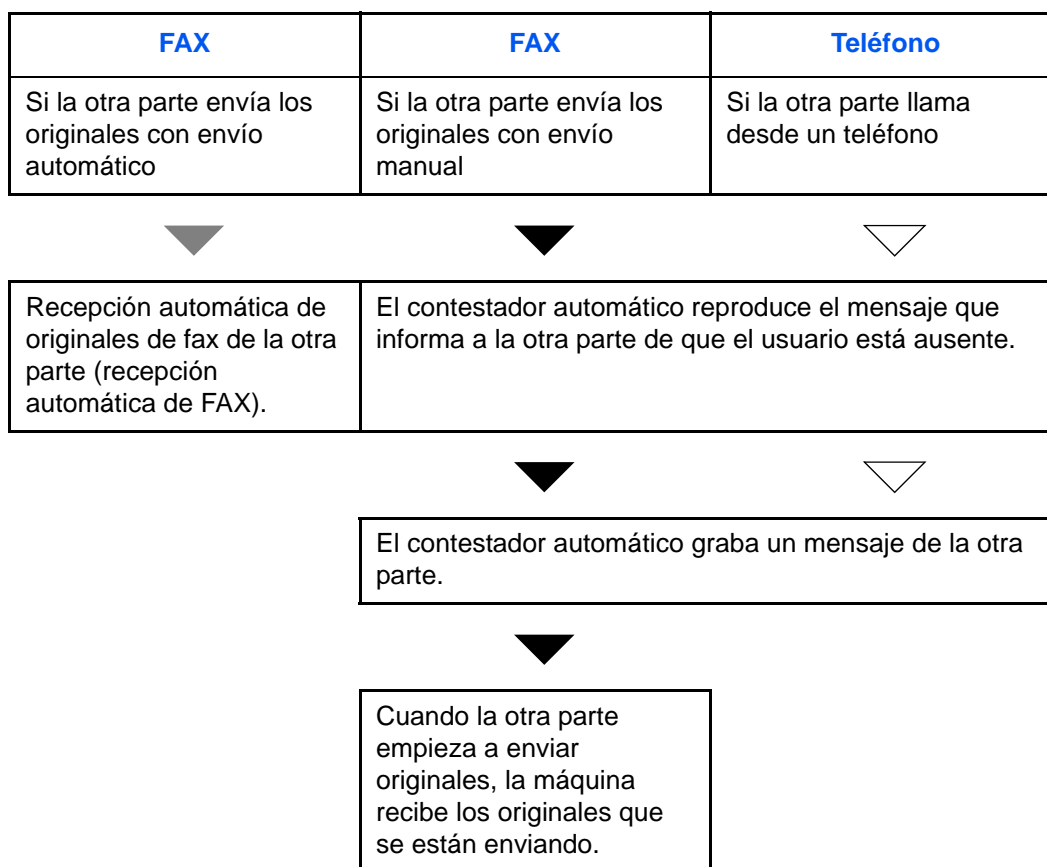 FAX
FAX
Teléfono
Si la otra parte envía los
originales con envío
automático
Si la otra parte envía los
originales con envío
manual
Si la otra parte llama
desde un teléfono
Recepción automática de
originales de fax de la otra
parte (recepción
automática de FAX).
El contestador automático reproduce el mensaje que
informa a la otra parte de que el usuario está ausente.
El contestador automático graba un mensaje de la otra
parte.
Cuando la otra parte
empieza a enviar
originales, la máquina
recibe los originales que
se están enviando.